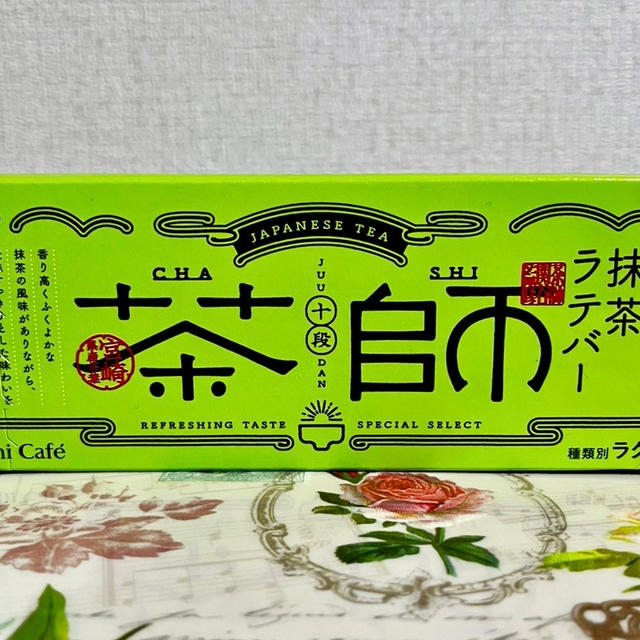 JAPANESE TEA
抹茶
ラテバー
香り高くふくよかな
抹茶の風味がありながら、
CHA
SHI
JUU
十段
DAN
茶師
宮崎
REFRESHING TASTE
SPECIAL SELECT
Café
種類別